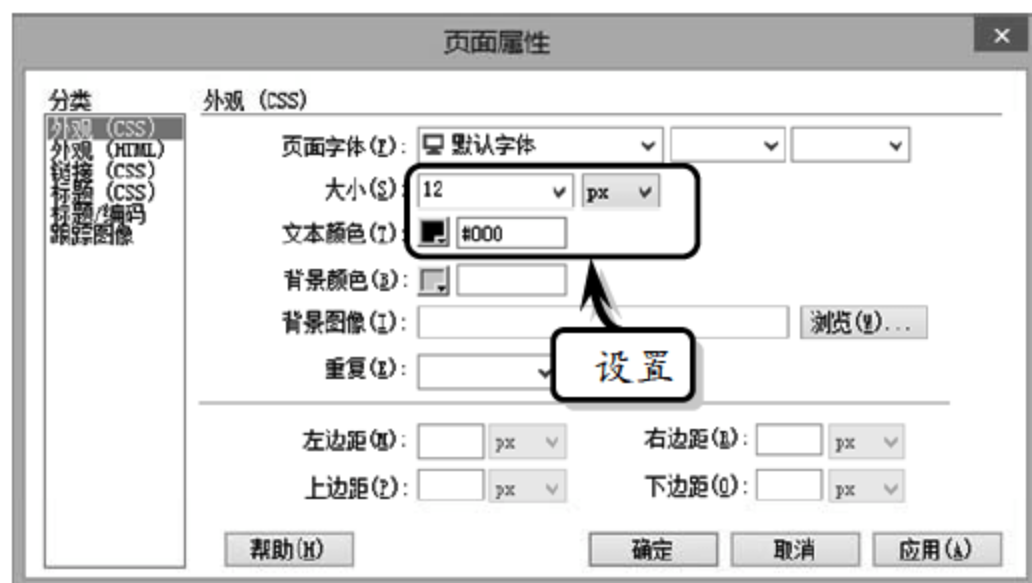 页面属性
分类
外观 (CSS)
外观 (HTML)
链接 (CSS)
标题 (CSS)
标题/编码
跟踪图像
外观 (CSS)
页面字体(F): 默认字体
大小(S): 12 px
文本颜色(T): #000
背景颜色(B):
背景图像(I): 浏览(W)...
设置
重复(E):
左边距(M): px 右边距(R): px
上边距(P): px 下边距(O): px
帮助(H) 确定 取消 应用(A)